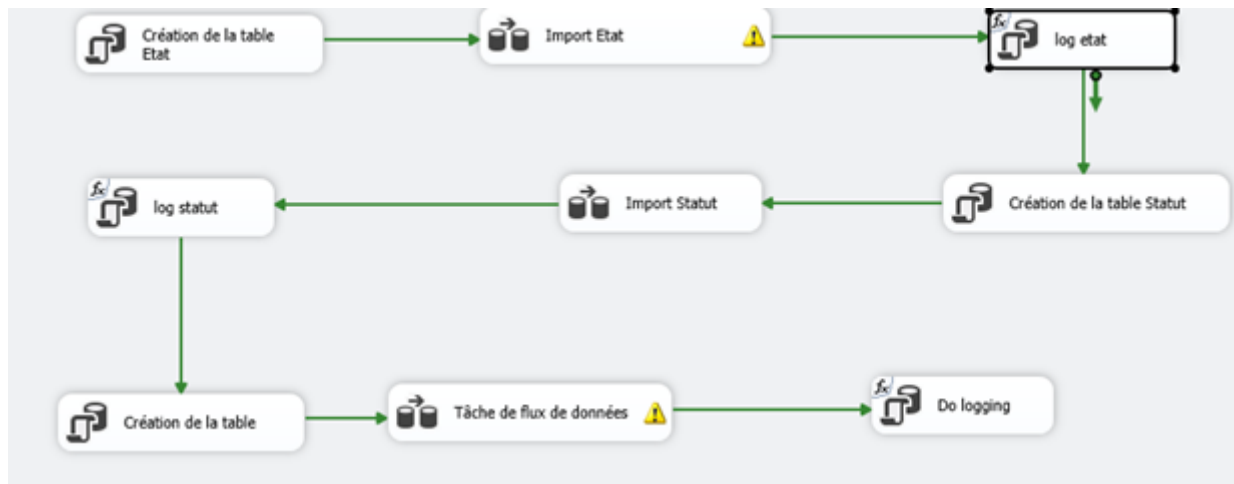 Création de la table
Etat
Import Etat
log etat
log statut
Import Statut
Création de la table Statut
Création de la table
Tâche de flux de données
Do logging